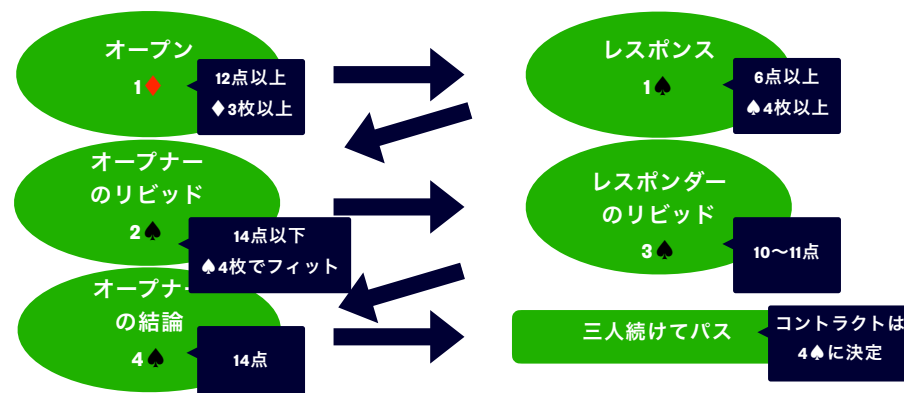 オープン
1♦
12点以上
♦3枚以上
レスポンス
1♠
6点以上
♠4枚以上
オープナー
のリビッド
2♠
14点以下
♠4枚でフィット
レスポンダー
のリビッド
3♠
10〜11点
オープナー
の結論
4♠
14点
三人続けてパス
コントラクトは
4♠に決定